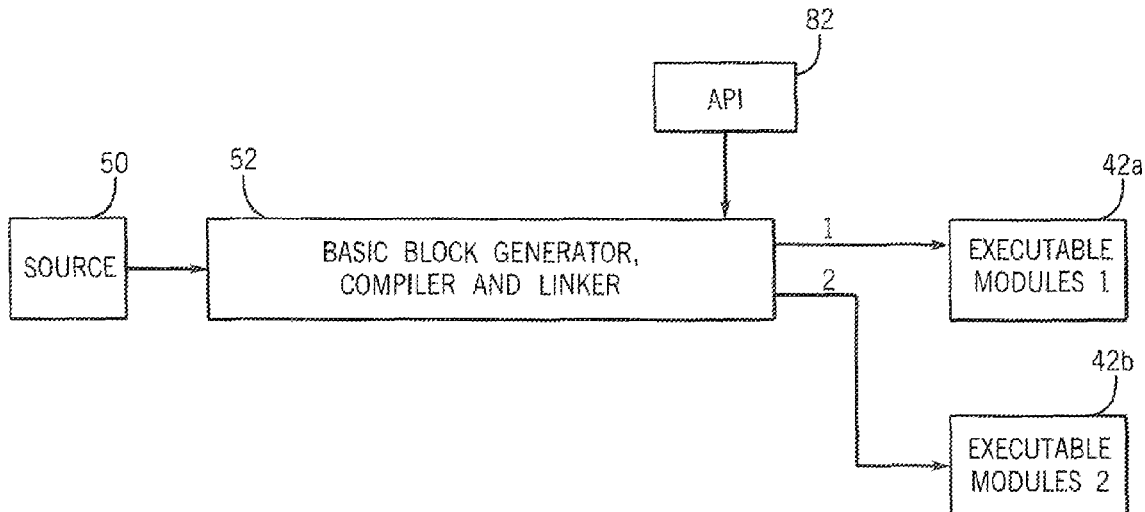 82
API
50
52
42a
SOURCE
BASIC BLOCK GENERATOR,
COMPILER AND LINKER
1
2
EXECUTABLE
MODULES 1
42b
EXECUTABLE
MODULES 2